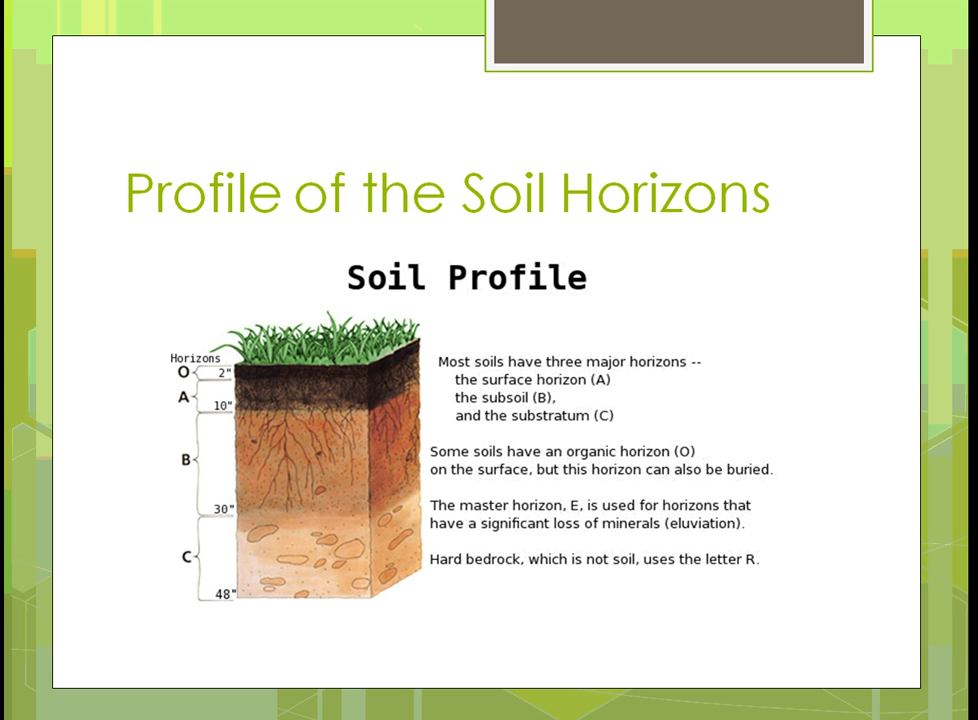 Profile of the Soil Horizons
Soil Profile
Horizons
O
2"
A
10"
B
30"
C
48"
Most soils have three major horizons --
the surface horizon (A)
the subsoil (B),
and the substratum (C)
Some soils have an organic horizon (O)
on the surface, but this horizon can also be buried.
The master horizon, E, is used for horizons that
have a significant loss of minerals (eluviation).
Hard bedrock, which is not soil, uses the letter R.